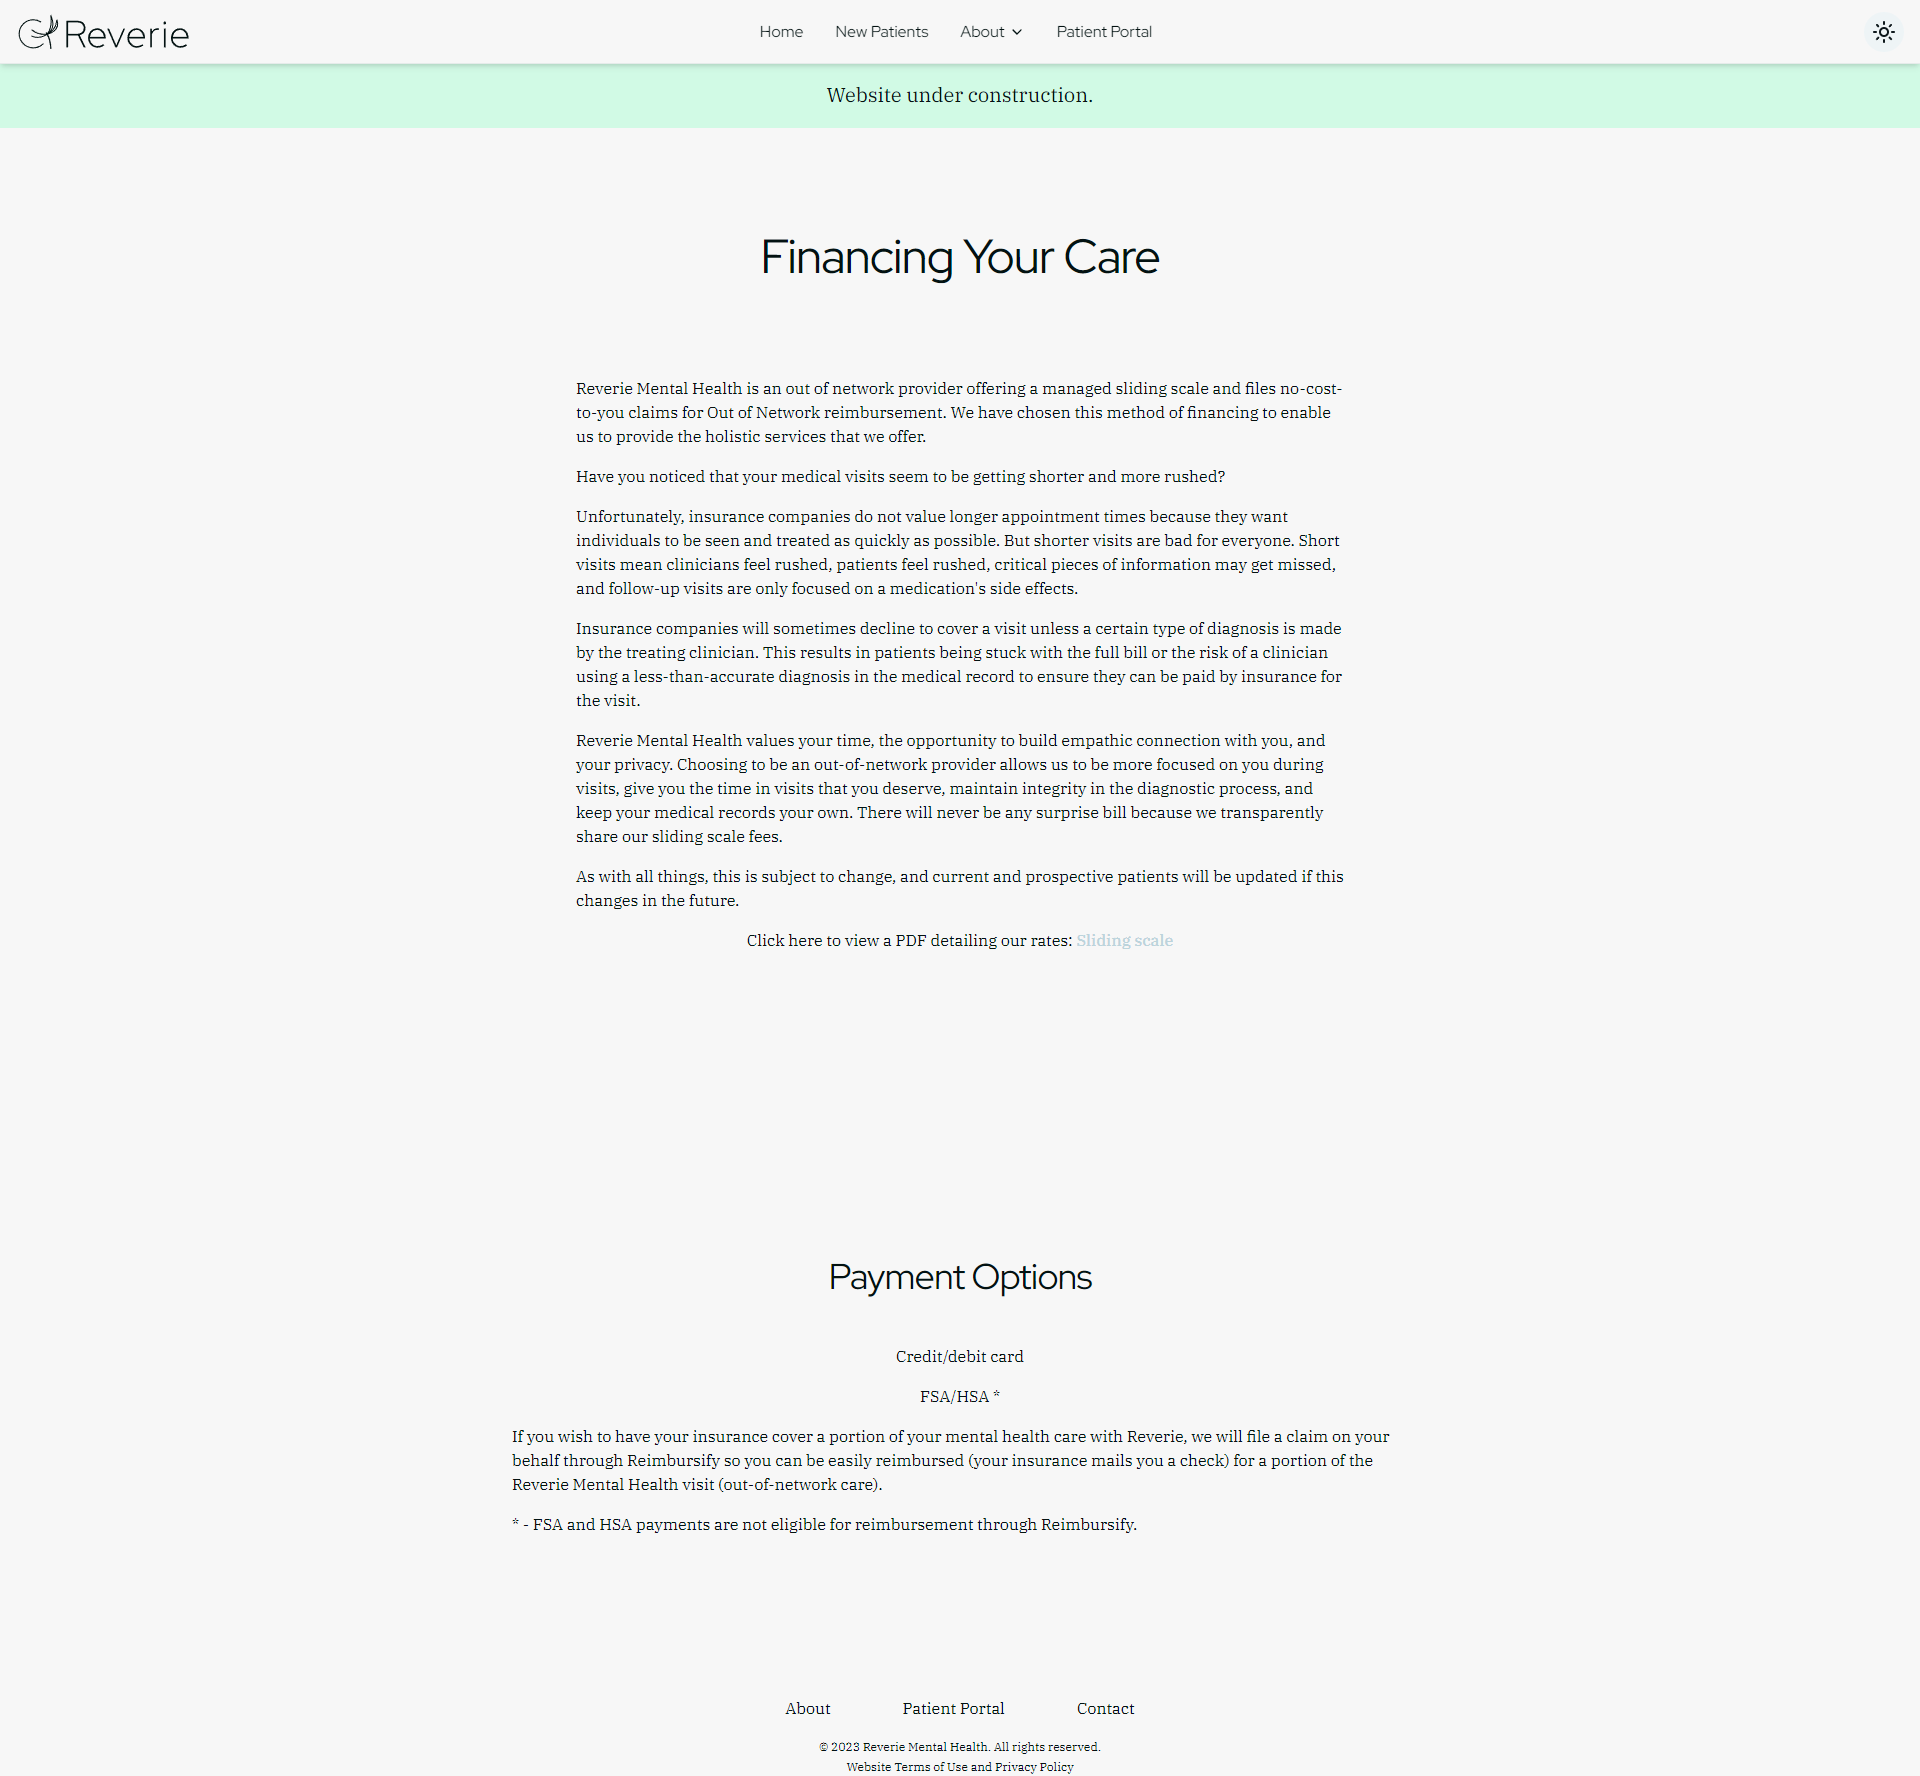 Reverie
Home
New Patients
About
Patient Portal
Website under construction.
Financing Your Care
Reverie Mental Health is an out of network provider offering a managed sliding scale and files no-cost-
to-you claims for Out of Network reimbursement. We have chosen this method of financing to enable
us to provide the holistic services that we offer.
Have you noticed that your medical visits seem to be getting shorter and more rushed?
Unfortunately, insurance companies do not value longer appointment times because they want
individuals to be seen and treated as quickly as possible. But shorter visits are bad for everyone. Short
visits mean clinicians feel rushed, patients feel rushed, critical pieces of information may get missed,
and follow-up visits are only focused on a medication's side effects.
Insurance companies will sometimes decline to cover a visit unless a certain type of diagnosis is made
by the treating clinician. This results in patients being stuck with the full bill or the risk of a clinician
using a less-than-accurate diagnosis in the medical record to ensure they can be paid by insurance for
the visit.
Reverie Mental Health values your time, the opportunity to build empathic connection with you, and
your privacy. Choosing to be an out-of-network provider allows us to be more focused on you during
visits, give you the time in visits that you deserve, maintain integrity in the diagnostic process, and
keep your medical records your own. There will never be any surprise bill because we transparently
share our sliding scale fees.
As with all things, this is subject to change, and current and prospective patients will be updated if this
changes in the future.
Click here to view a PDF detailing our rates: Sliding scale
Payment Options
Credit/debit card
FSA/HSA *
If you wish to have your insurance cover a portion of your mental health care with Reverie, we will file a claim on your
behalf through Reimbursify so you can be easily reimbursed (your insurance mails you a check) for a portion of the
Reverie Mental Health visit (out-of-network care).
* - FSA and HSA payments are not eligible for reimbursement through Reimbursify.
About
Patient Portal
Contact
© 2023 Reverie Mental Health. All rights reserved.
Website Terms of Use and Privacy Policy